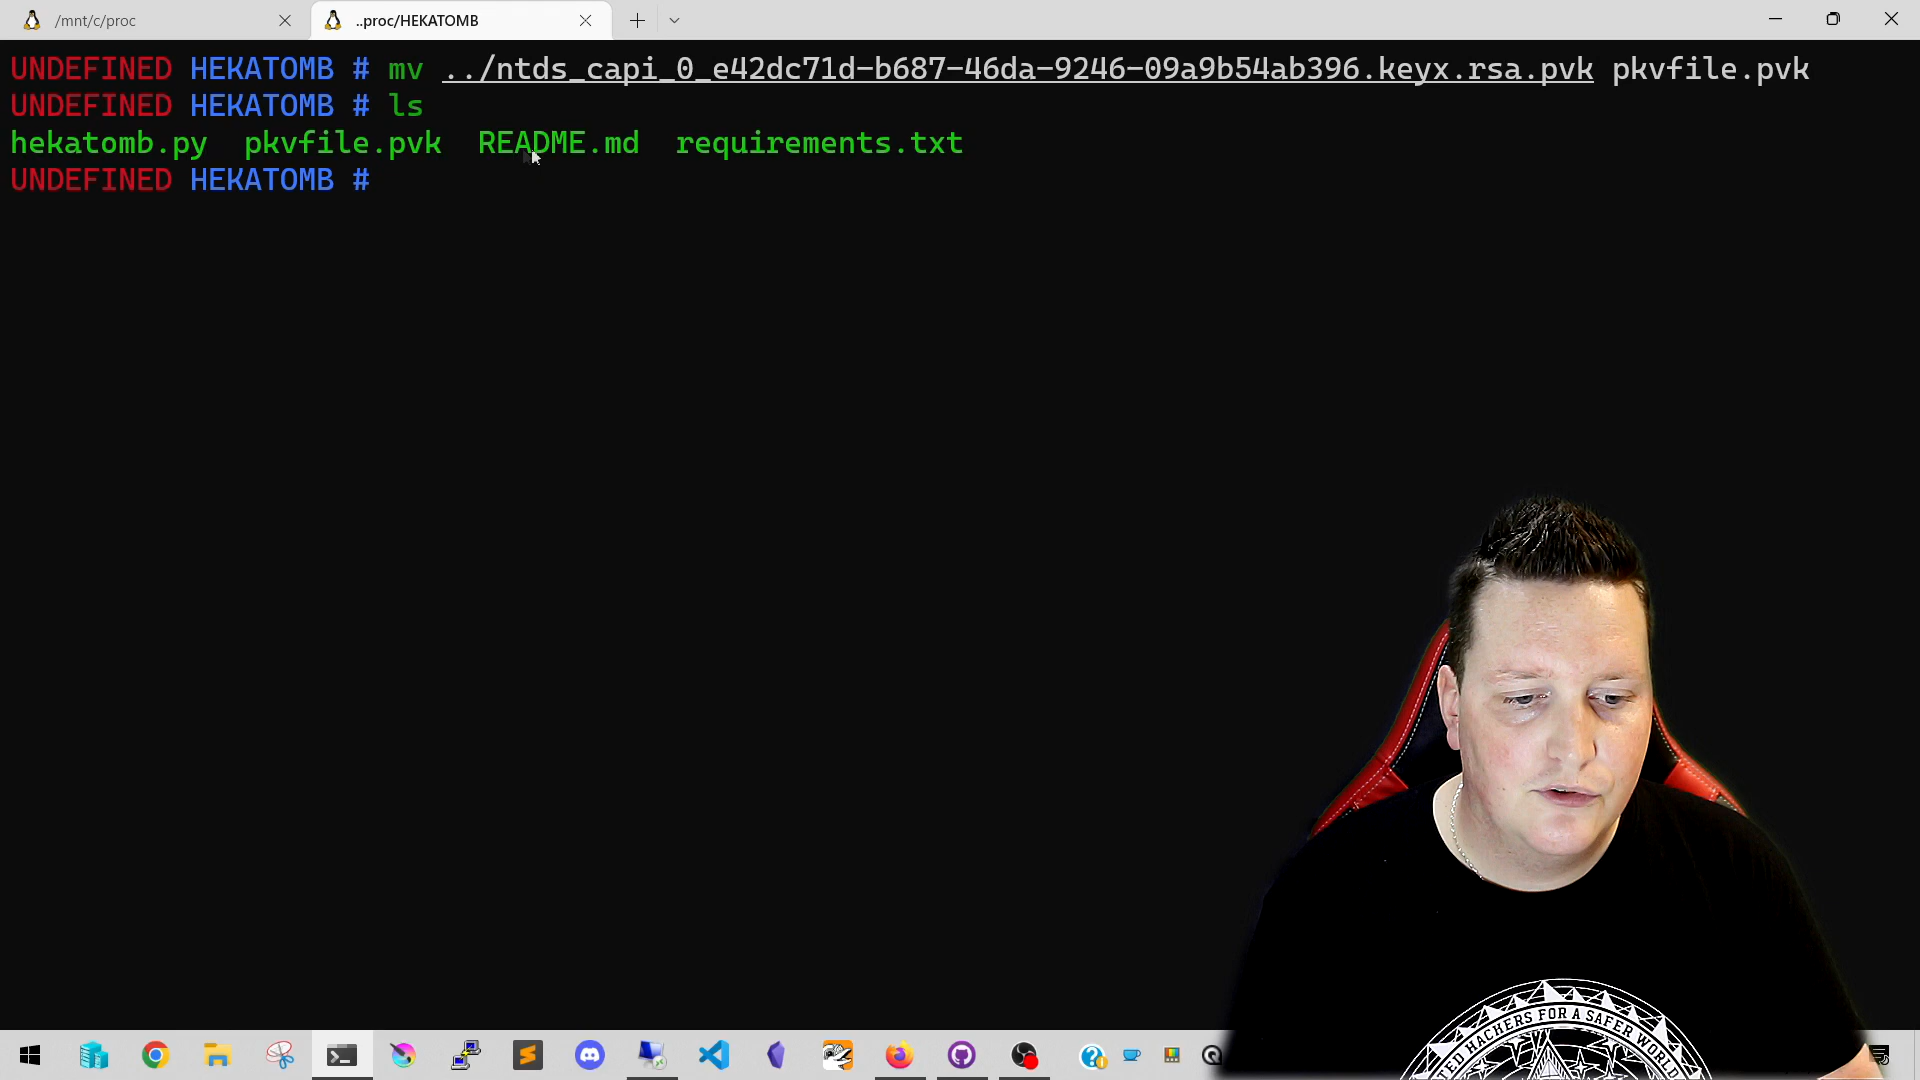 /mnt/c/proc
..proc/HEKATOMB
UNDEFINED HEKATOMB # mv ../ntds_capi_0_e42dc71d-b687-46da-9246-09a9b54ab396.keyx.rsa.pvk pkvfile.pvk
UNDEFINED HEKATOMB # ls
hekatomb.py pkvfile.pvk README.md requirements.txt
UNDEFINED HEKATOMB #
HACKERS FOR A SAFER WORLD